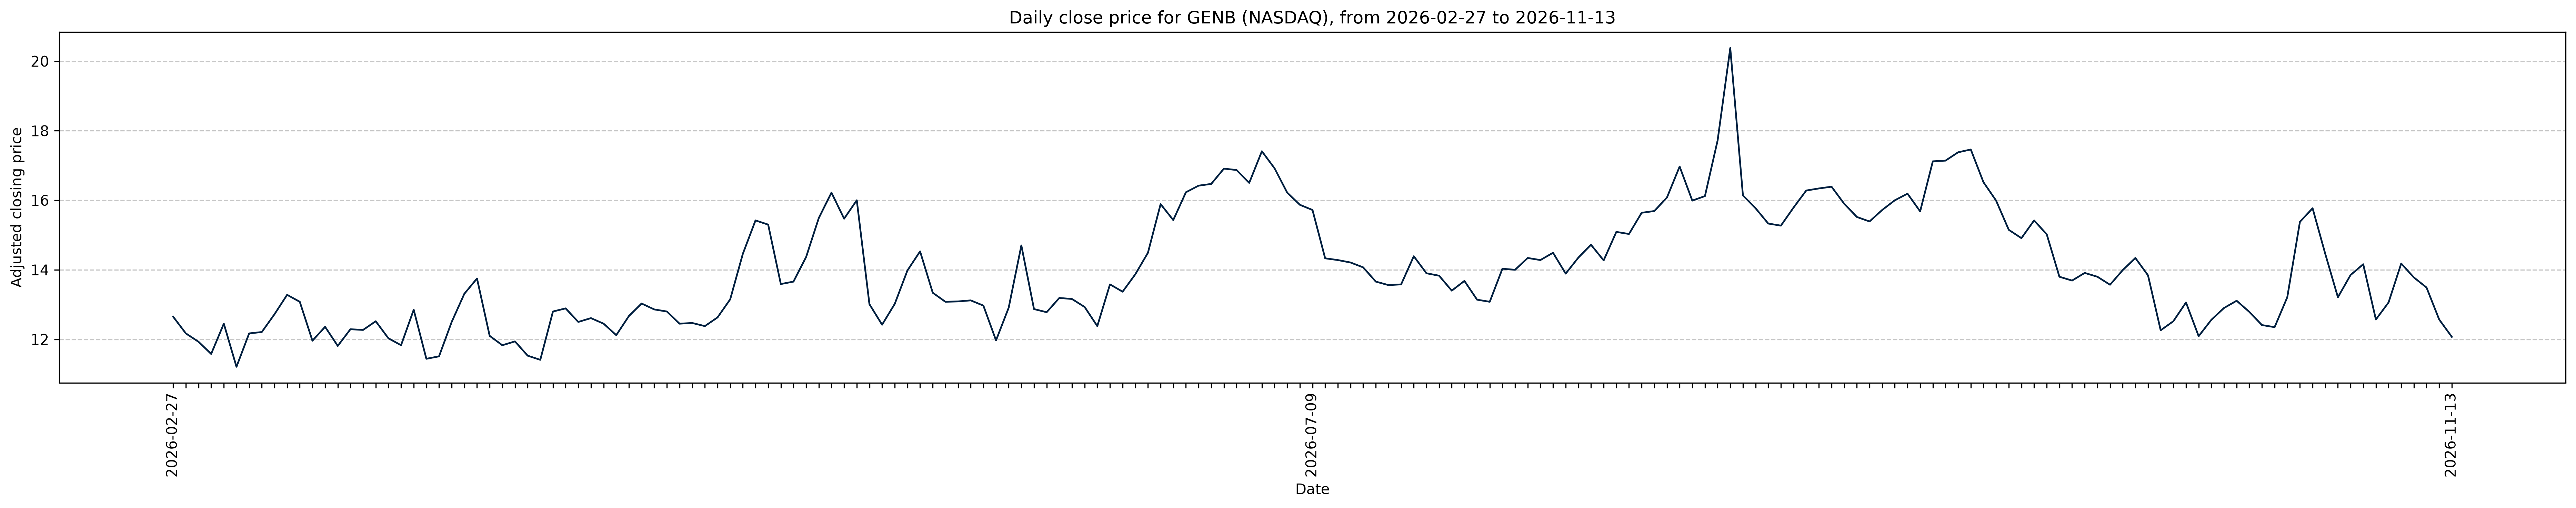 Daily close price for GENB (NASDAQ), from 2026-02-27 to 2026-11-13
Adjusted closing price
20
18
16
14
12
2026-02-27
2026-07-09
2026-11-13
Date